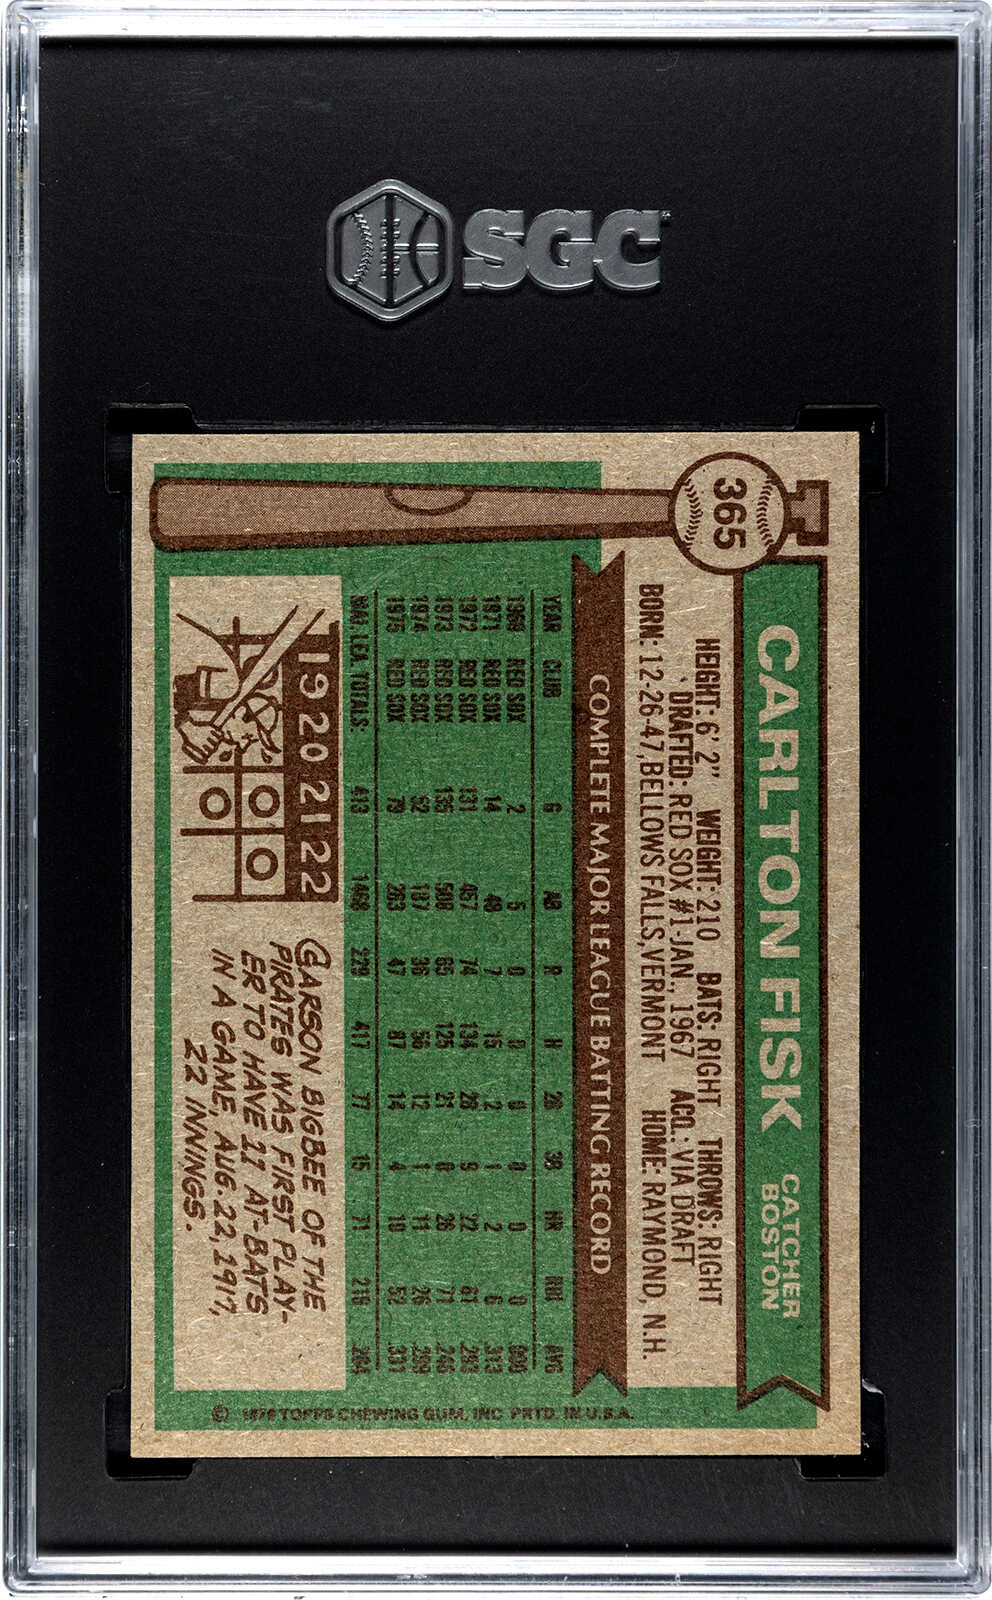 SGC
365
CARLTON FISK
CATCHER
BOSTON
HEIGHT: 6'2" WEIGHT: 210 BATS: RIGHT THROWS: RIGHT
DRAFTED: RED SOX #1-JAN., 1967 ACQ.: VIA DRAFT
BORN: 12-26-47, BELLOWS FALLS, VERMONT HOME: RAYMOND, N.H.
COMPLETE MAJOR LEAGUE BATTING RECORD
YEAR CLUB G AB R H 2B 3B HR RBI AVG
1969 RED SOX 2 5 0 0 0 0 0 0 .000
1971 RED SOX 14 48 7 15 2 1 2 6 .313
1972 RED SOX 131 457 74 134 28 9 22 61 .293
1973 RED SOX 135 508 65 125 21 0 26 71 .246
1974 RED SOX 52 187 36 56 12 1 11 26 .299
1975 RED SOX 79 263 47 87 14 4 10 52 .331
MAJ. LEA. TOTALS: 413 1468 229 417 77 15 71 216 .284
19 20 21 22
0 0
0
CARSON BIGBEE OF THE
PIRATES WAS FIRST PLAY-
ER TO HAVE 11 AT-BATS
IN A GAME, AUG. 22, 1917,
22 INNINGS.
© 1976 TOPPS CHEWING GUM, INC PRTD. IN U.S.A.